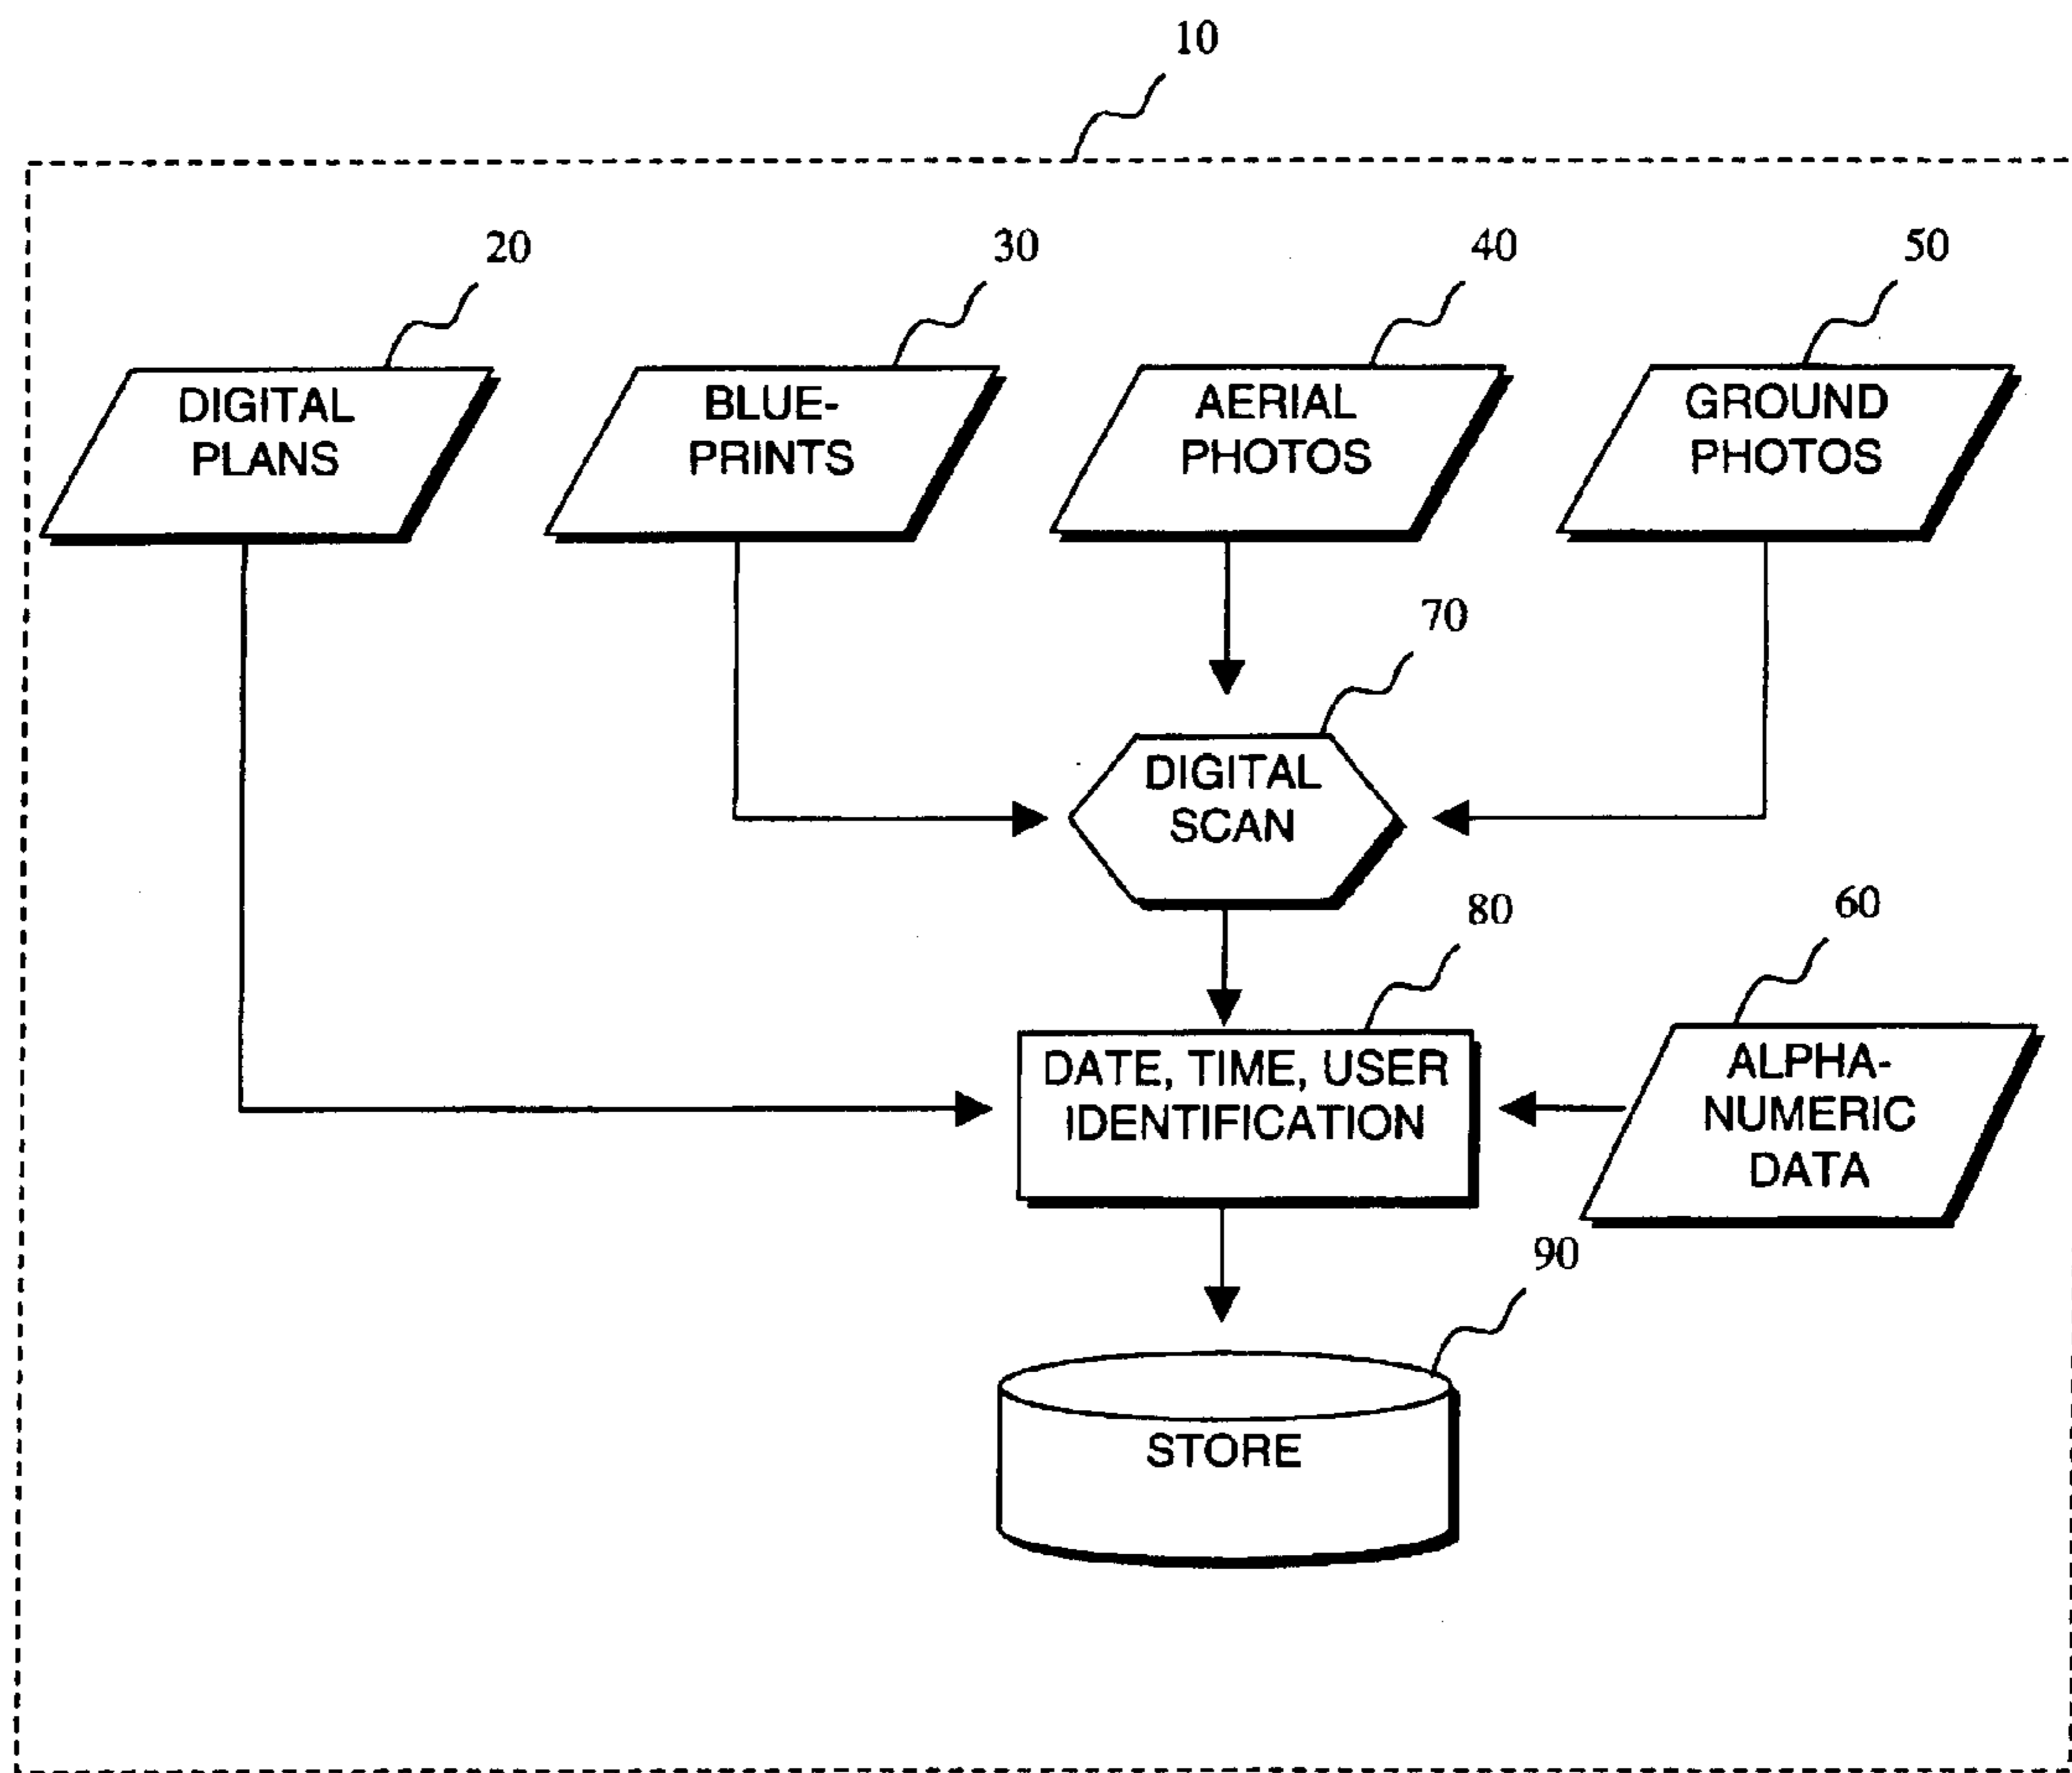 10
20
30
40
50
DIGITAL
PLANS
BLUE-
PRINTS
AERIAL
PHOTOS
GROUND
PHOTOS
70
DIGITAL
SCAN
80
60
DATE, TIME, USER
IDENTIFICATION
ALPHA-
NUMERIC
DATA
90
STORE